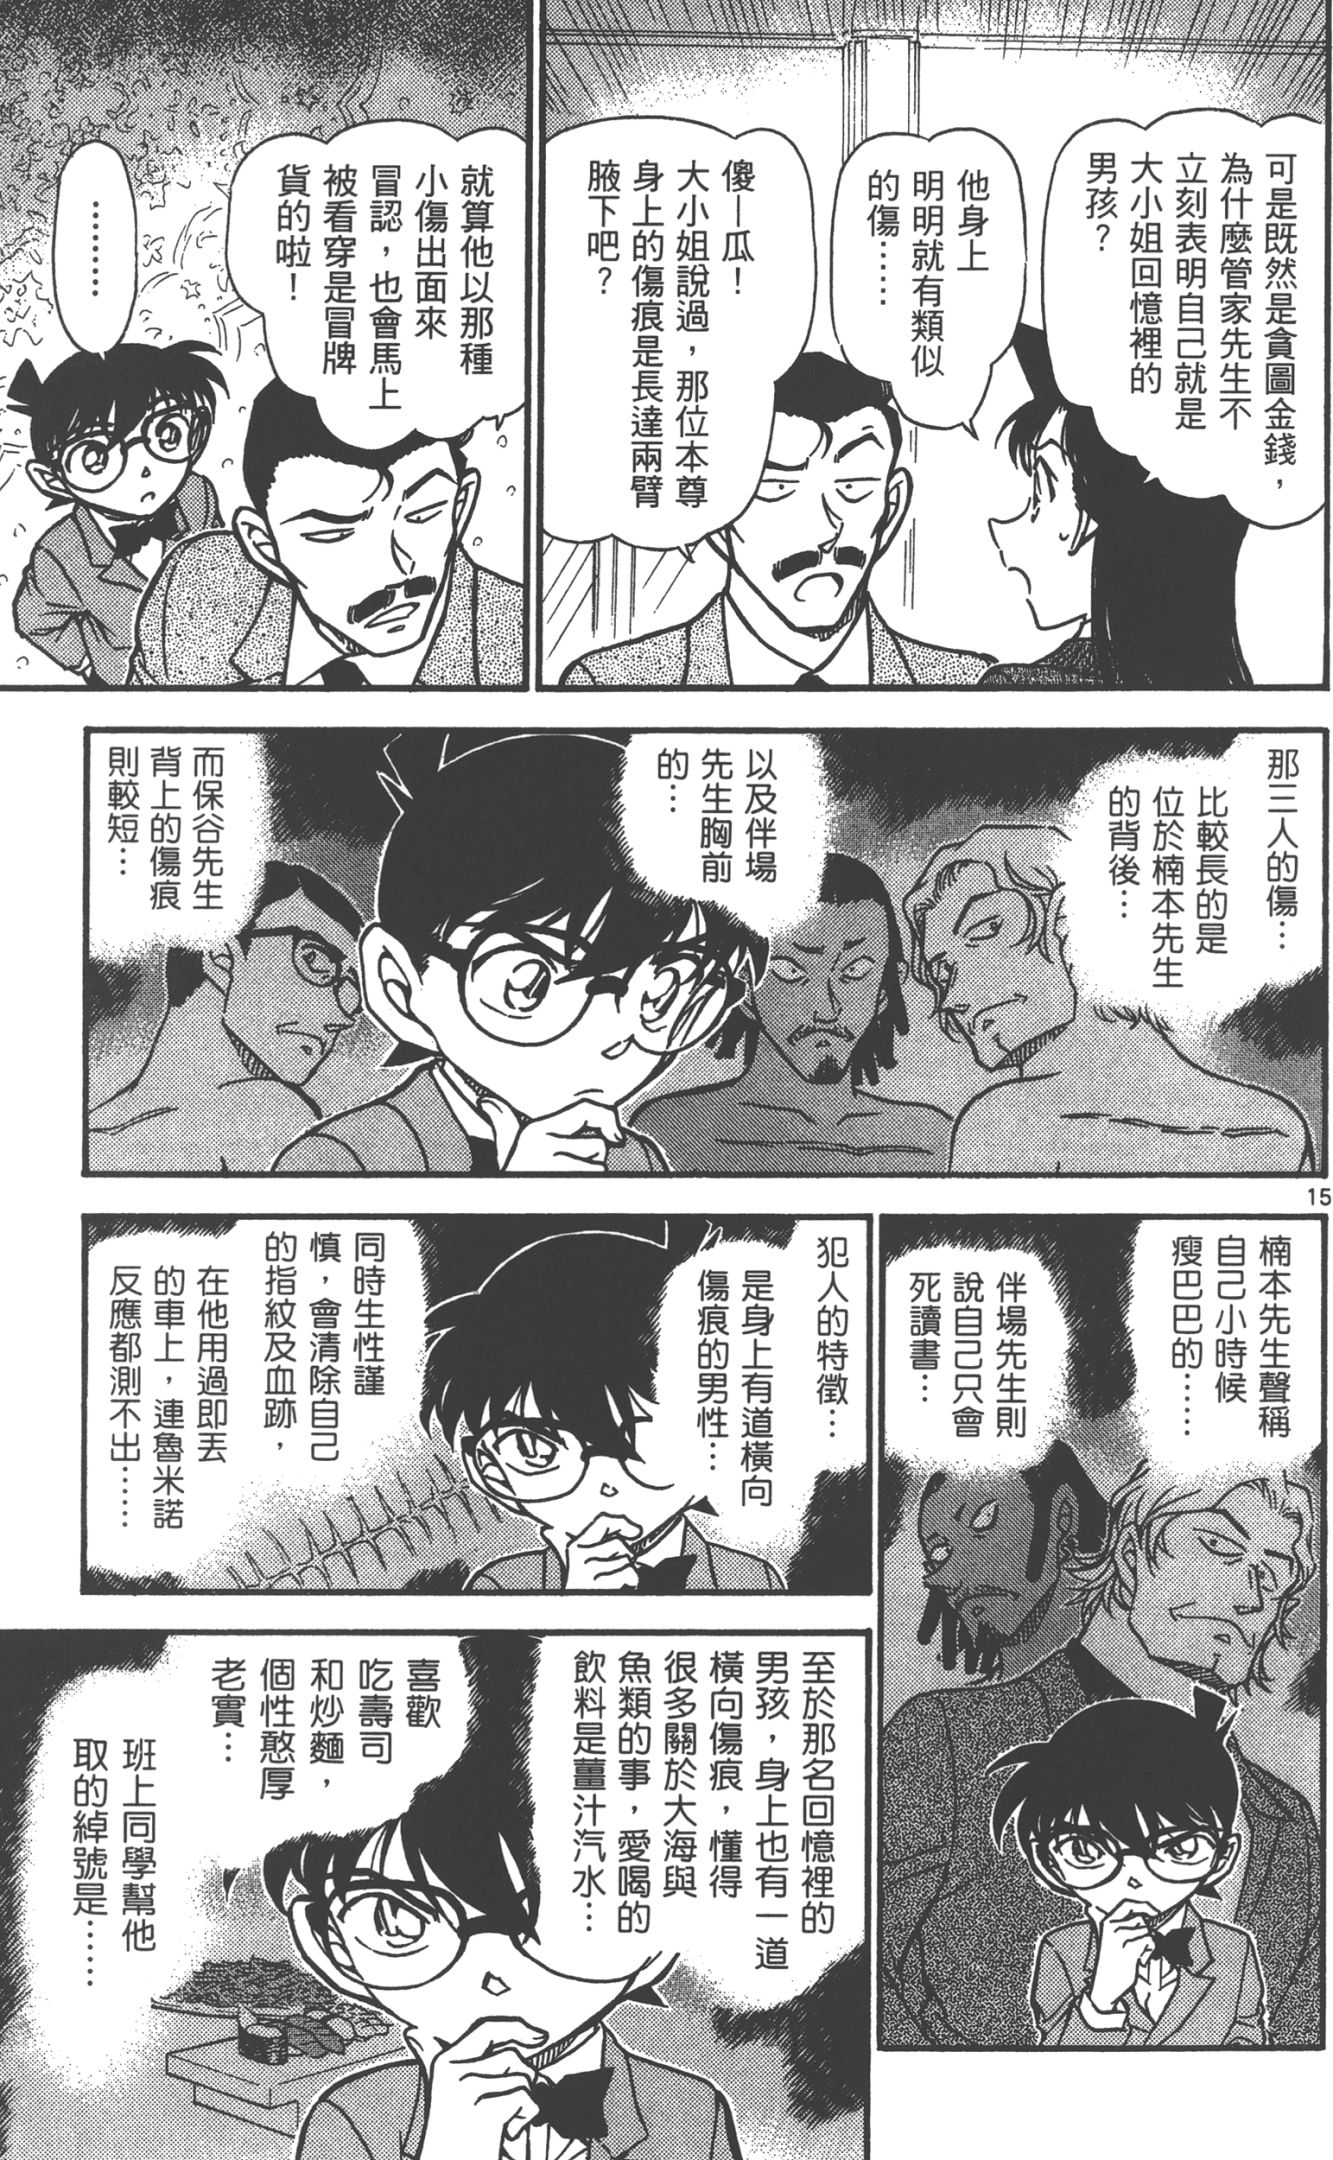 可是既然是貪圖金錢，
為什麼管家先生不
立刻表明自己就是
大小姐回憶裡的
男孩？
他身上
明明就有類似
的傷……
傻—瓜！
大小姐說過，那位本尊
身上的傷痕是長達兩臂
腋下吧？
就算他以那種
小傷出面來
冒認，也會馬上
被看穿是冒牌
貨的啦！
………
那三人的傷…
比較長的是
位於楠本先生
的背後…
以及伴場
先生胸前
的…
而保谷先生
背上的傷痕
則較短…
15
楠本先生聲稱
自己小時候
瘦巴巴的……
伴場先生則
說自己只會
死讀書…
犯人的特徵…
是身上有道橫向
傷痕的男性…
同時生性謹
慎，會清除自己
的指紋及血跡，
在他用過即丟
的車上，連魯米諾
反應都測不出……
至於那名回憶裡的
男孩，身上也有一道
橫向傷痕，懂得
很多關於大海與
魚類的事，愛喝的
飲料是薑汁汽水…
喜歡
吃壽司
和炒麵，
個性憨厚
老實…
班上同學幫他
取的綽號是……